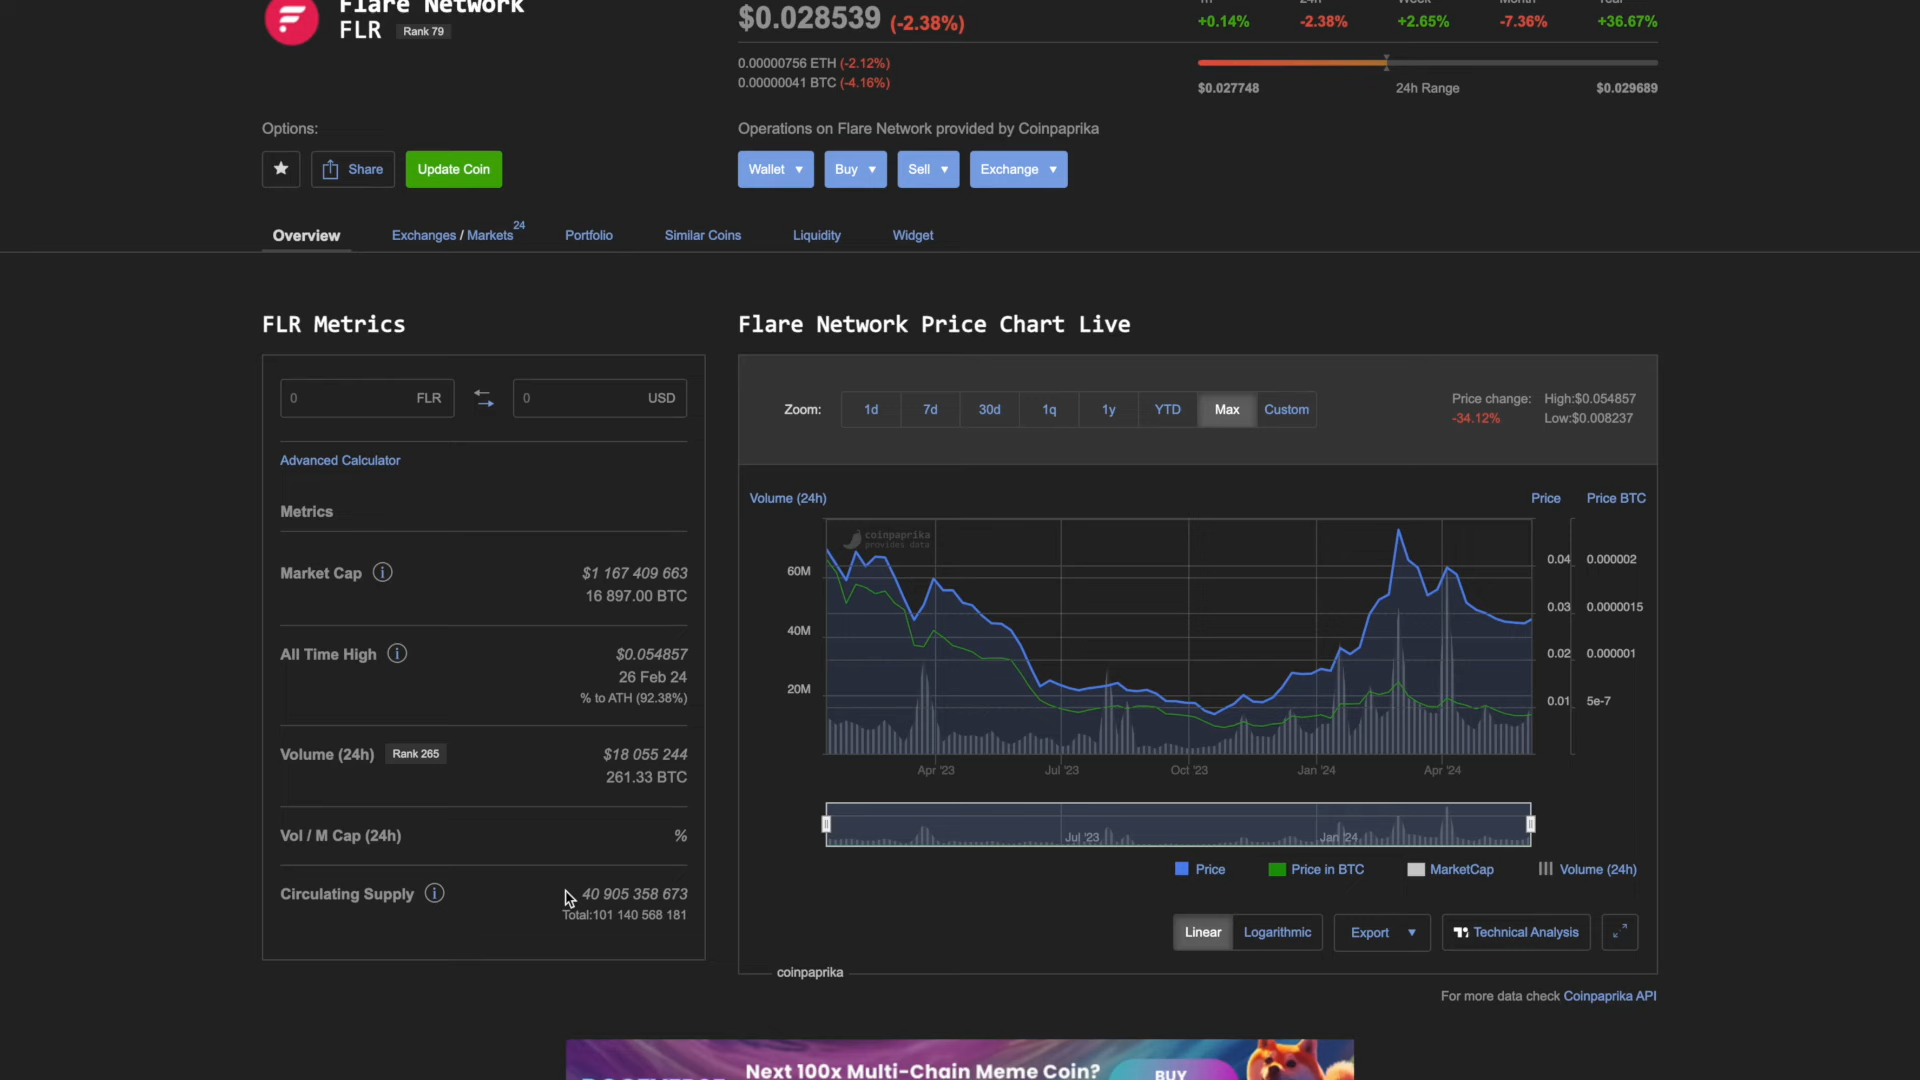 Flare Network
FLR Rank 79
$0.028539 (-2.38%)
+0.14% -2.38% +2.65% -7.36% +36.67%
0.00000756 ETH (-2.12%)
0.00000041 BTC (-4.16%)
$0.027748 24h Range $0.029689
Options:
Operations on Flare Network provided by Coinpaprika
Share Update Coin
Wallet Buy Sell Exchange
Overview Exchanges / Markets 24 Portfolio Similar Coins Liquidity Widget
FLR Metrics
0 FLR 0 USD
Advanced Calculator
Metrics
Market Cap $1 167 409 663
16 897.00 BTC
All Time High $0.054857
26 Feb 24
% to ATH (92.38%)
Volume (24h) Rank 265 $18 055 244
261.33 BTC
Vol / M Cap (24h) %
Circulating Supply 40 905 358 673
Total:101 140 568 181
Flare Network Price Chart Live
Zoom: 1d 7d 30d 1q 1y YTD Max Custom
Price change: High:$0.054857
-34.12% Low:$0.008237
Volume (24h) Price Price BTC
coinpaprika
provides data
60M 0.04 0.000002
40M 0.03 0.0000015
0.02 0.000001
20M 0.01 5e-7
Apr '23 Jul '23 Oct '23 Jan '24 Apr '24
Jul '23 Jan '24
Price Price in BTC MarketCap Volume (24h)
Linear Logarithmic Export Technical Analysis
coinpaprika
For more data check Coinpaprika API
Next 100x Multi-Chain Meme Coin?
BUY